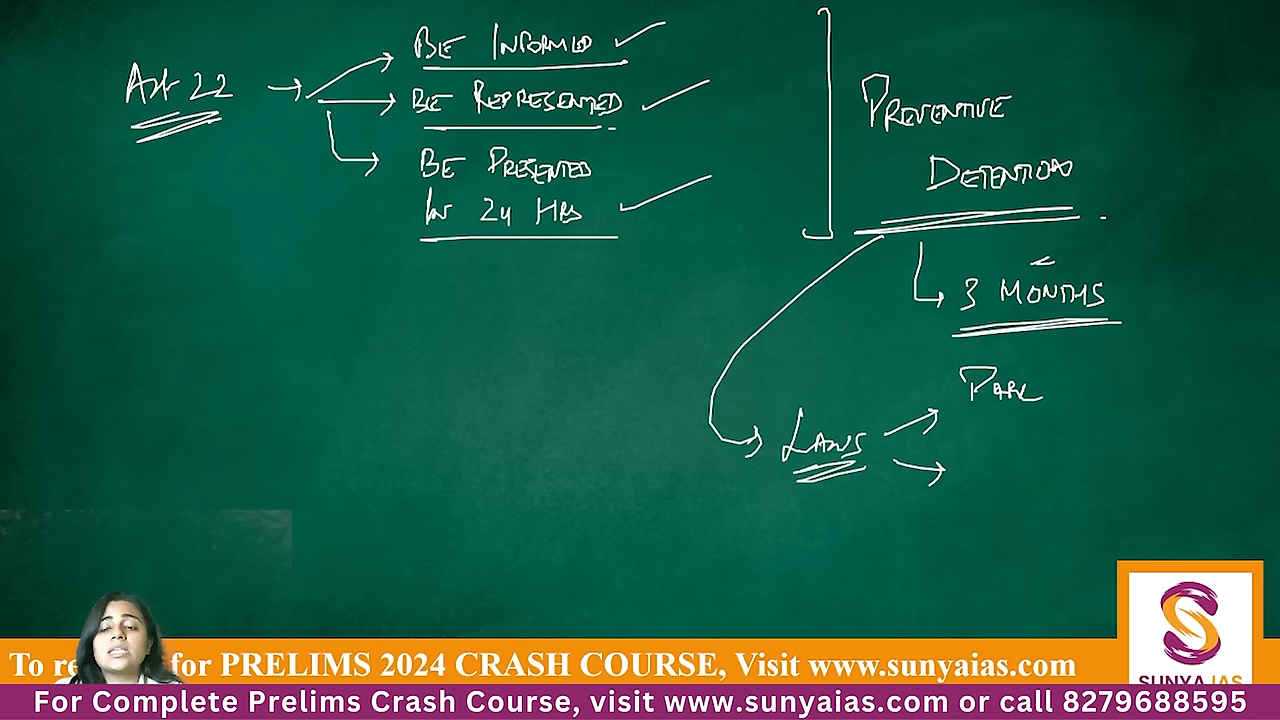 Art 22
BE INFORMED
BE REPRESENTED
BE PRESENTED
in 24 HRS
PREVENTIVE
DETENTION
3 MONTHS
PARL
LAWS
To re for PRELIMS 2024 CRASH COURSE, Visit www.sunyaias.com
SUNYA IAS
For Complete Prelims Crash Course, visit www.sunyaias.com or call 8279688595